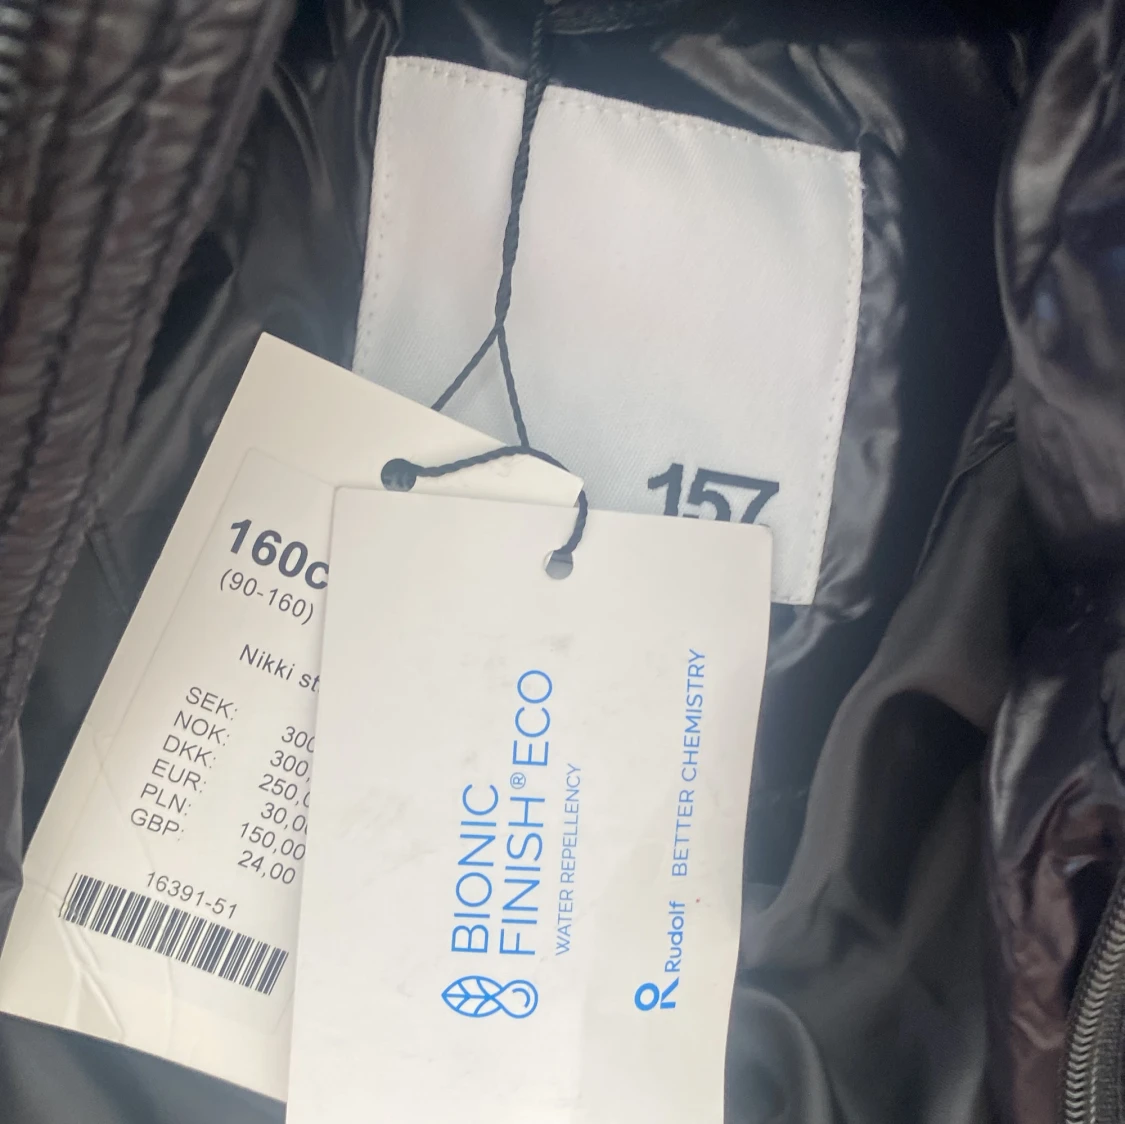 157
160c
(90-160)
Nikki st
SEK: 300
NOK: 300,
DKK: 250,0
EUR: 30,0
PLN: 150,00
GBP: 24,00
16391-51
BIONIC
FINISH®ECO
WATER REPELLENCY
Rudolf BETTER CHEMISTRY